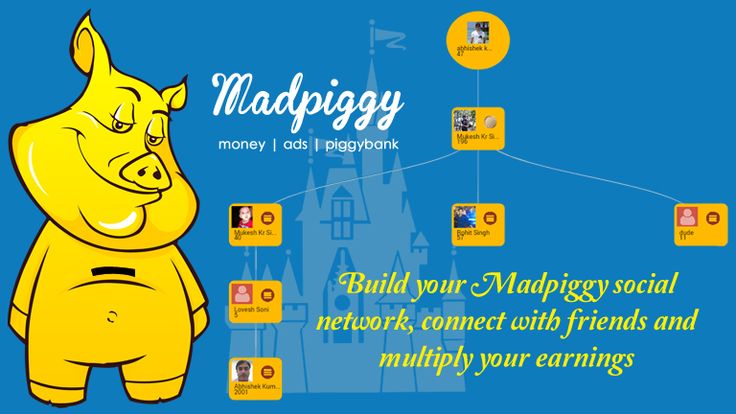 Madpiggy
money | ads | piggybank
abhishek k...
47
Mukesh Kr Si...
196
Mukesh Kr Si...
40
Rohit Singh
57
dude
11
Lovesh Soni
5
Abhishek Kum...
2001
Build your Madpiggy social
network, connect with friends and
multiply your earnings